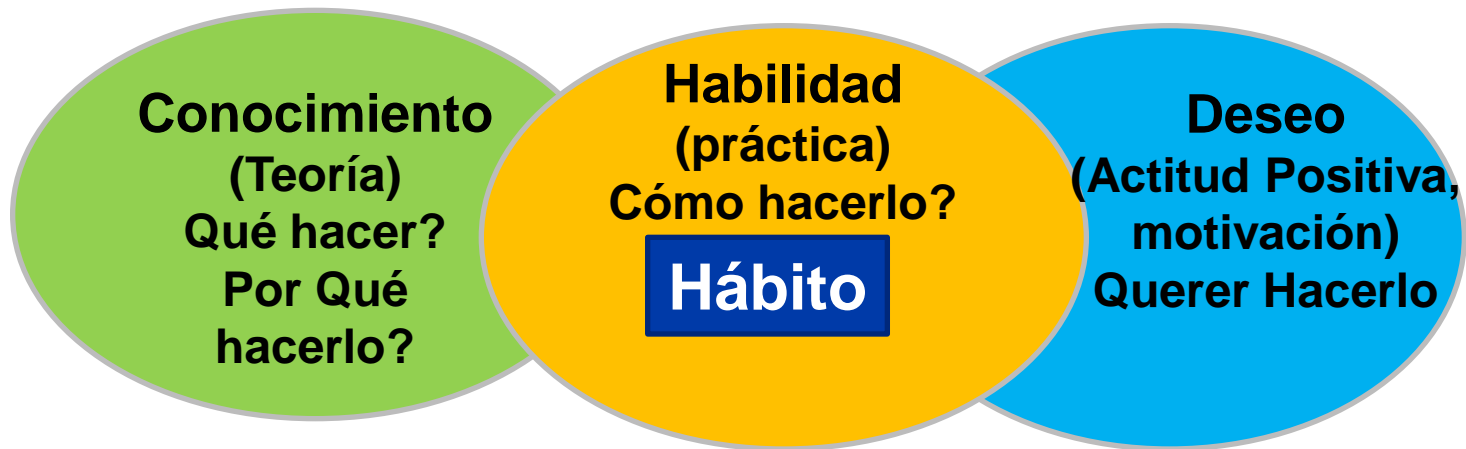 Conocimiento
(Teoría)
Qué hacer?
Por Qué
hacerlo?
Habilidad
(práctica)
Cómo hacerlo?
Hábito
Deseo
(Actitud Positiva,
motivación)
Querer Hacerlo